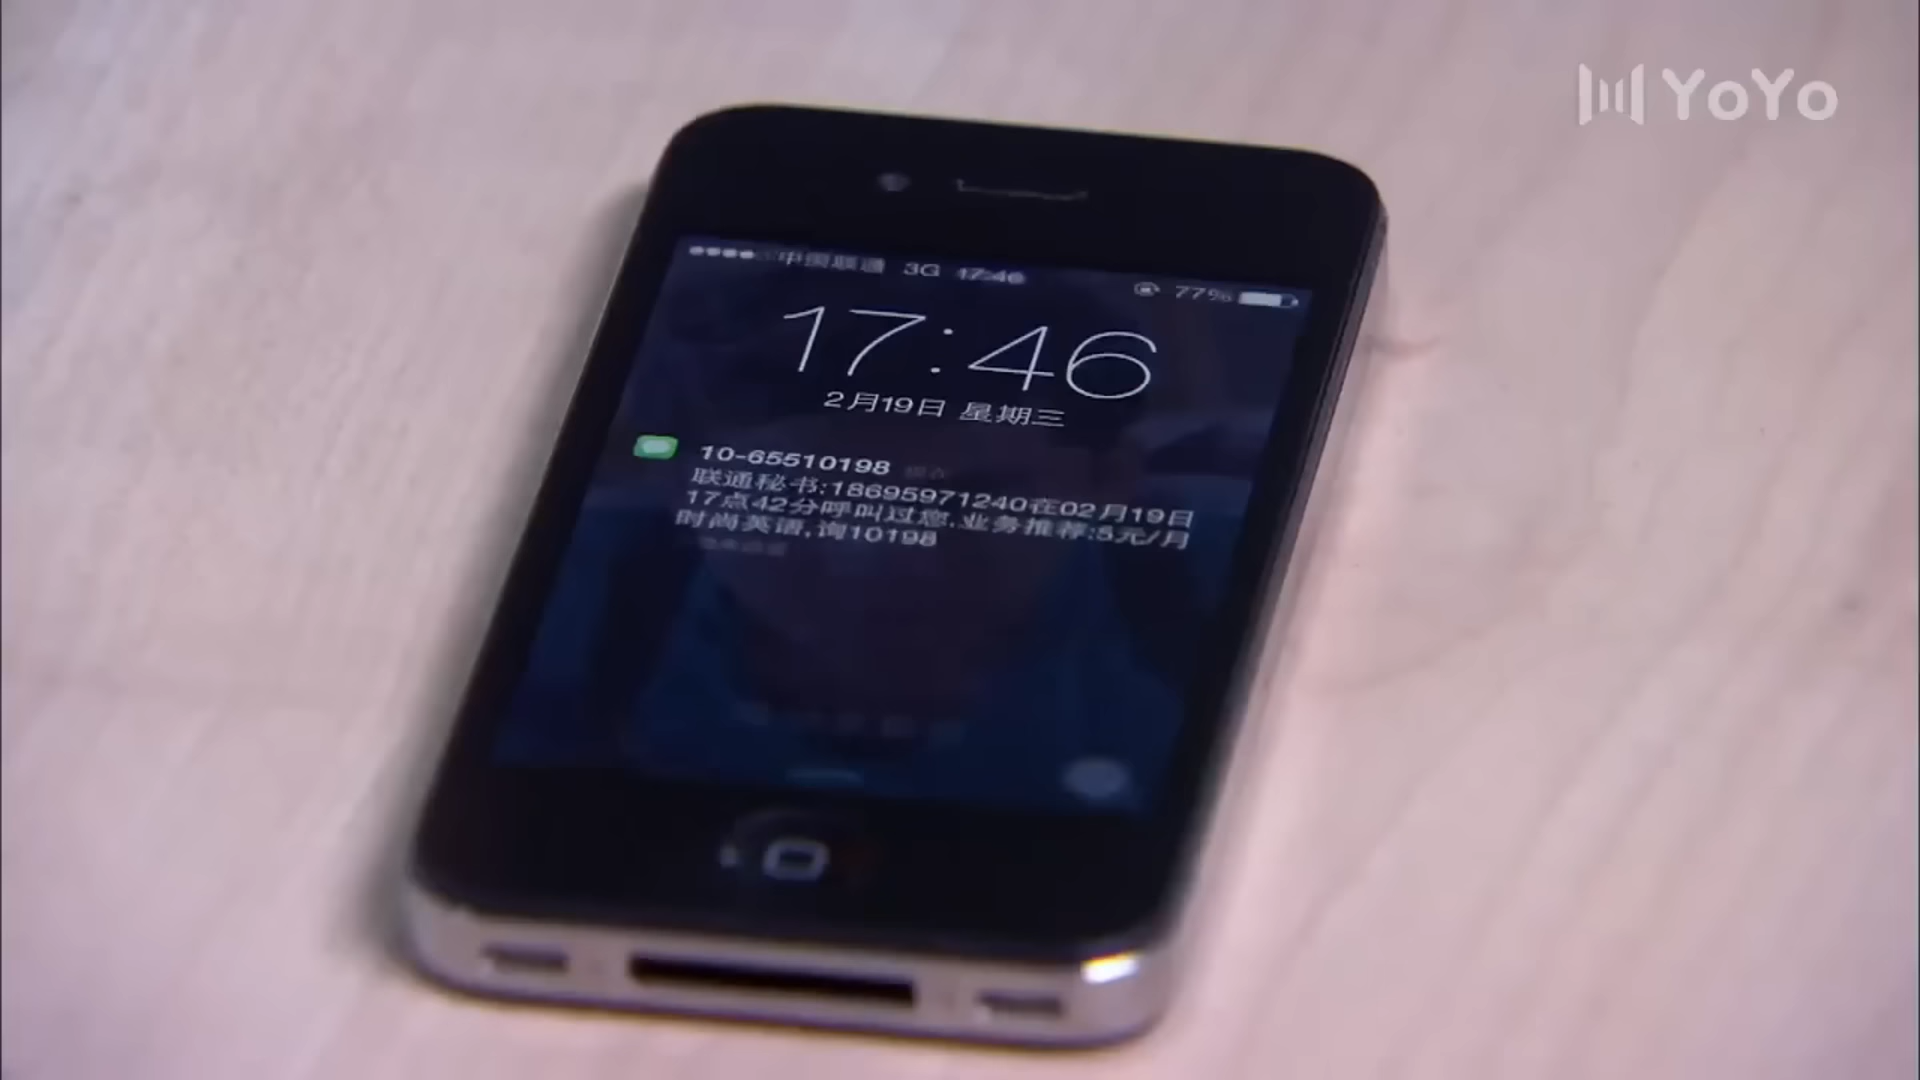 YoYo
中国联通 3G 17:46
77%
17:46
2月19日 星期三
10-65510198 现在
联通秘书:18695971240在02月19日
17点42分呼叫过您.业务推荐:5元/月
时尚英语,询10198